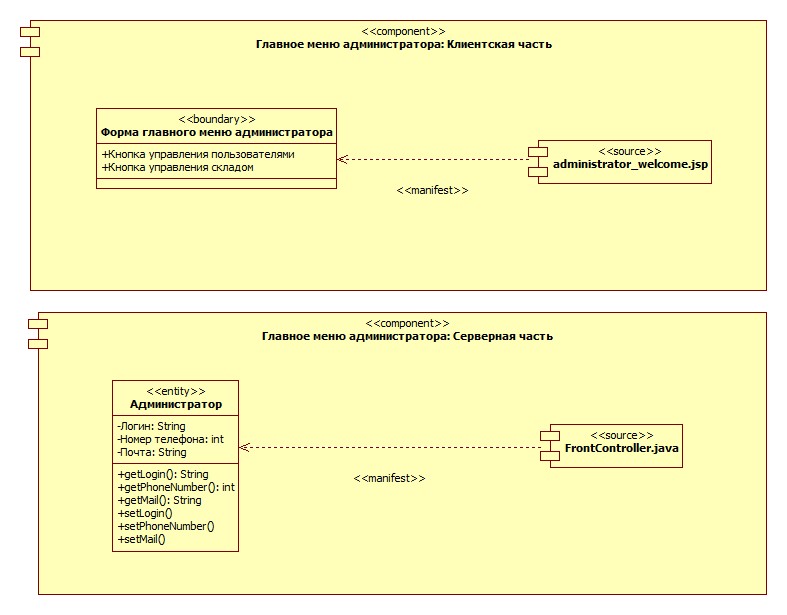 <<component>>
Главное меню администратора: Клиентская часть
<<boundary>>
Форма главного меню администратора
+Кнопка управления пользователями
+Кнопка управления складом
<<source>>
administrator_welcome.jsp
<<manifest>>
<<component>>
Главное меню администратора: Серверная часть
<<entity>>
Администратор
-Логин: String
-Номер телефона: int
-Почта: String
+getLogin(): String
+getPhoneNumber(): int
+getMail(): String
+setLogin()
+setPhoneNumber()
+setMail()
<<source>>
FrontController.java
<<manifest>>